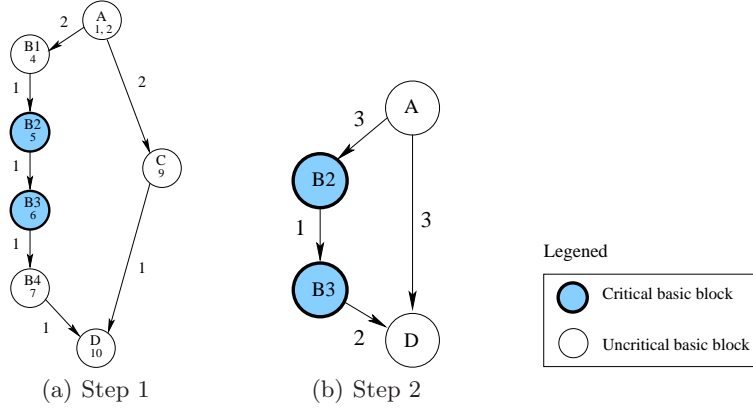 A
1, 2
2
B1
4
2
1
B2
5
1
C
9
B3
6
1
1
B4
7
1
D
10
(a) Step 1
A
3
B2
1
3
B3
2
D
(b) Step 2
Legened
Critical basic block
Uncritical basic block